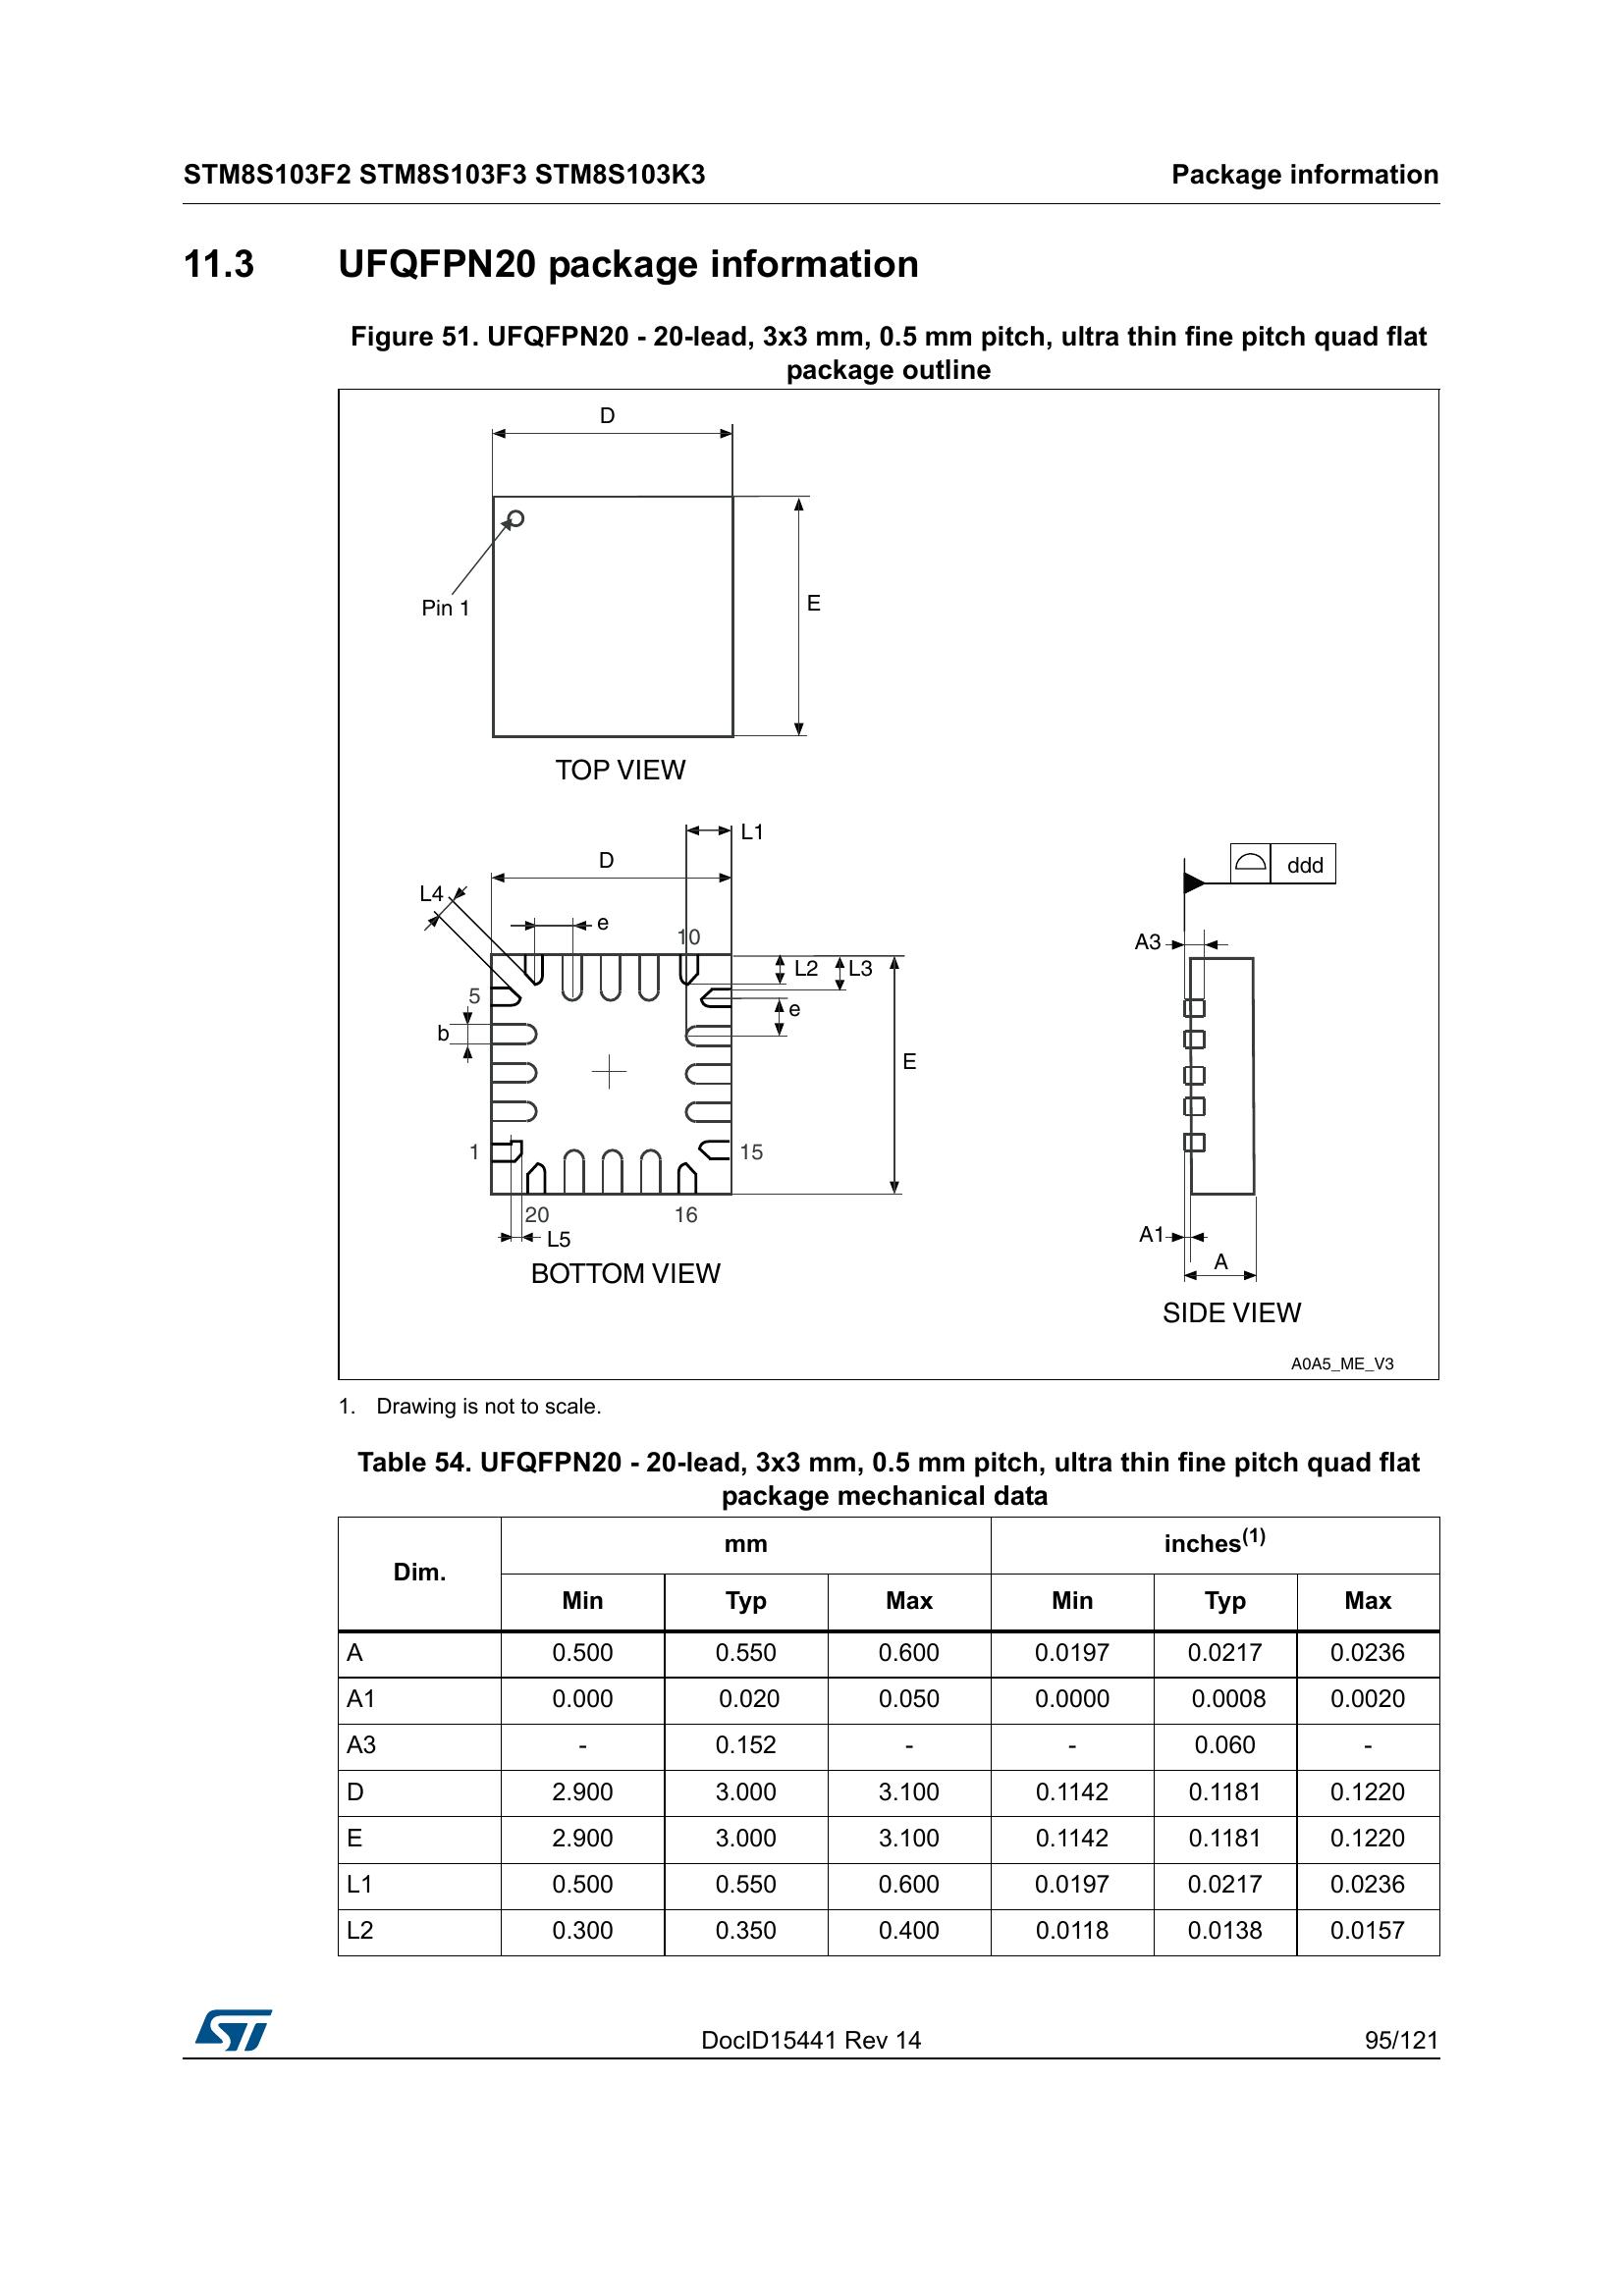 STM8S103F2 STM8S103F3 STM8S103K3 Package information
11.3 UFQFPN20 package information
Figure 51. UFQFPN20 - 20-lead, 3x3 mm, 0.5 mm pitch, ultra thin fine pitch quad flat
package outline
D
Pin 1
E
TOP VIEW
L1
D
L4
e
10
L2
L3
5
e
b
E
1
15
20
16
L5
BOTTOM VIEW
ddd
A3
A1
A
SIDE VIEW
A0A5_ME_V3
1. Drawing is not to scale.
Table 54. UFQFPN20 - 20-lead, 3x3 mm, 0.5 mm pitch, ultra thin fine pitch quad flat
package mechanical data
Dim. mm inches(1)
Min Typ Max Min Typ Max
A 0.500 0.550 0.600 0.0197 0.0217 0.0236
A1 0.000 0.020 0.050 0.0000 0.0008 0.0020
A3 - 0.152 - - 0.060 -
D 2.900 3.000 3.100 0.1142 0.1181 0.1220
E 2.900 3.000 3.100 0.1142 0.1181 0.1220
L1 0.500 0.550 0.600 0.0197 0.0217 0.0236
L2 0.300 0.350 0.400 0.0118 0.0138 0.0157
ST
DocID15441 Rev 14 95/121